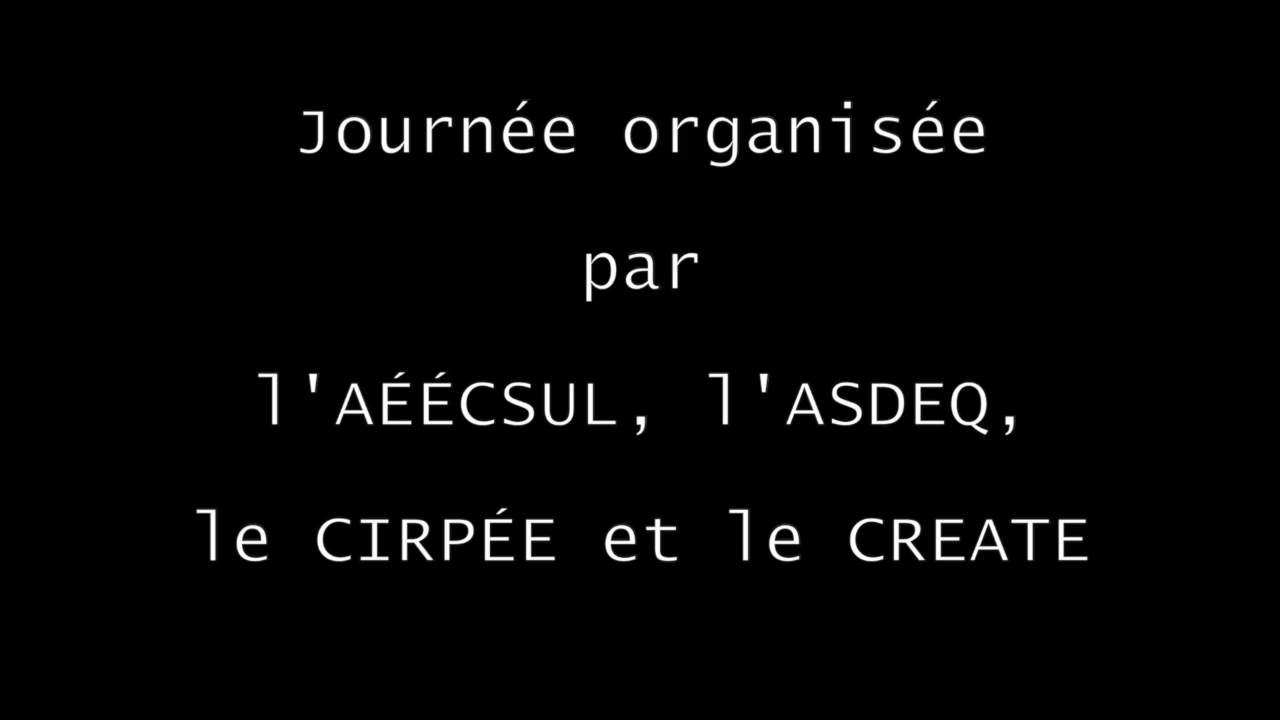 Journée organisée
par
l'AÉÉCSUL, l'ASDEQ,
le CIRPÉE et le CREATE